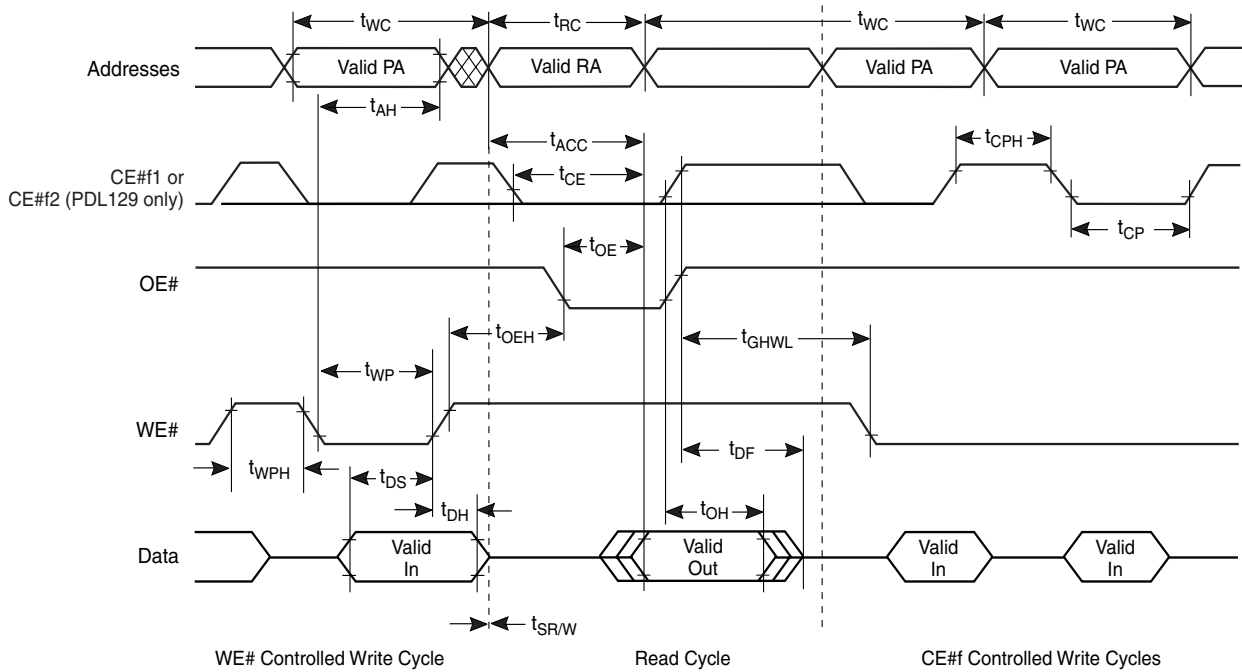 tWC
tRC
tWC
tWC
Addresses
Valid PA
Valid RA
Valid PA
Valid PA
tAH
tACC
tCPH
CE#f1 or
CE#f2 (PDL129 only)
tCE
tCP
tOE
OE#
tOEH
tGHWL
tWP
WE#
tWPH
tDS
tDF
tDH
tOH
Data
Valid
In
Valid
Out
Valid
In
Valid
In
tSR/W
WE# Controlled Write Cycle
Read Cycle
CE#f Controlled Write Cycles